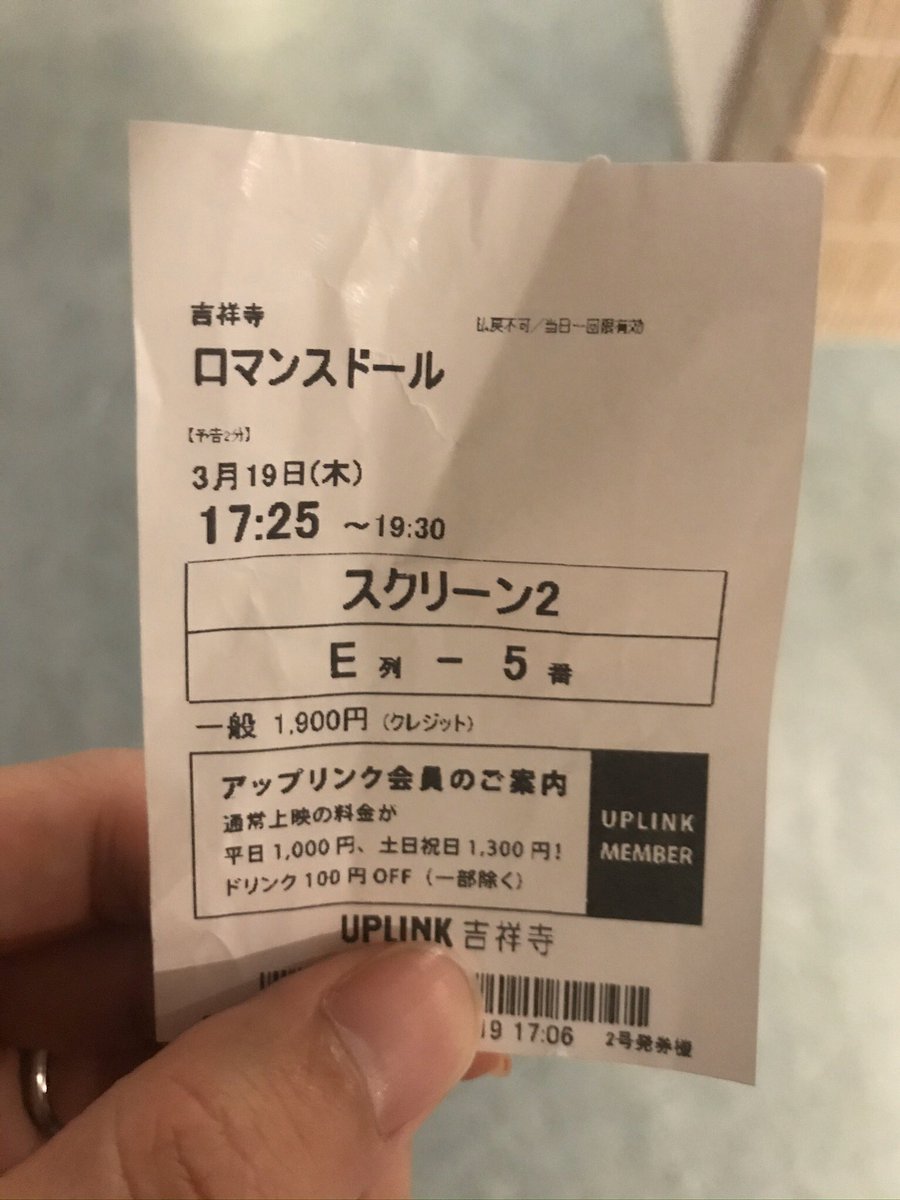 吉祥寺
払戻不可/当日一回限有効
ロマンスドール
【予告2分】
3月19日(木)
17:25 ～19:30
スクリーン2
E 列 － 5 番
一般 1,900円 (クレジット)
アップリンク会員のご案内
通常上映の料金が
平日1,000円、土日祝日1,300円!
ドリンク100円OFF (一部除く)
UPLINK
MEMBER
UPLINK 吉祥寺
19 17:06 2号発券機